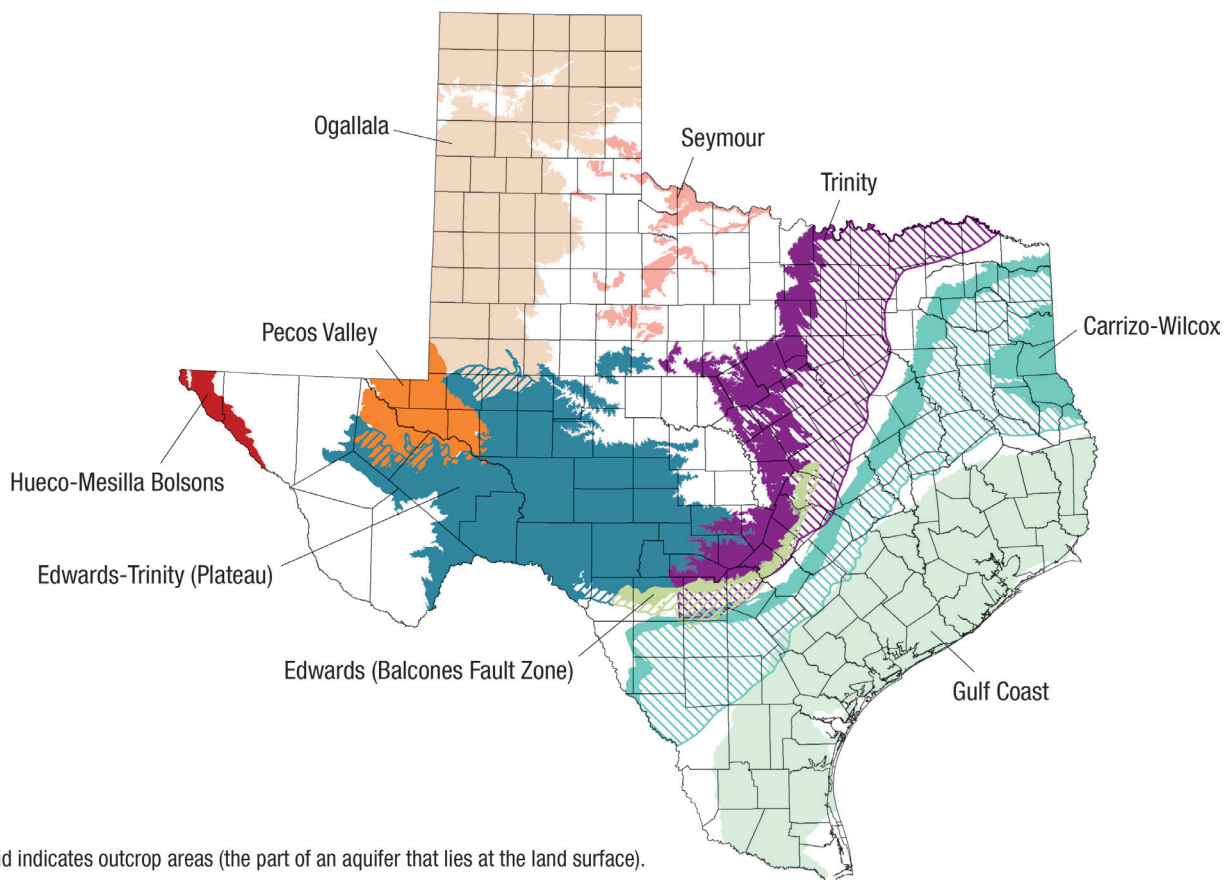 Ogallala
Seymour
Trinity
Pecos Valley
Carrizo-Wilcox
Hueco-Mesilla Bolsons
Edwards-Trinity (Plateau)
Edwards (Balcones Fault Zone)
Gulf Coast
id indicates outcrop areas (the part of an aquifer that lies at the land surface).